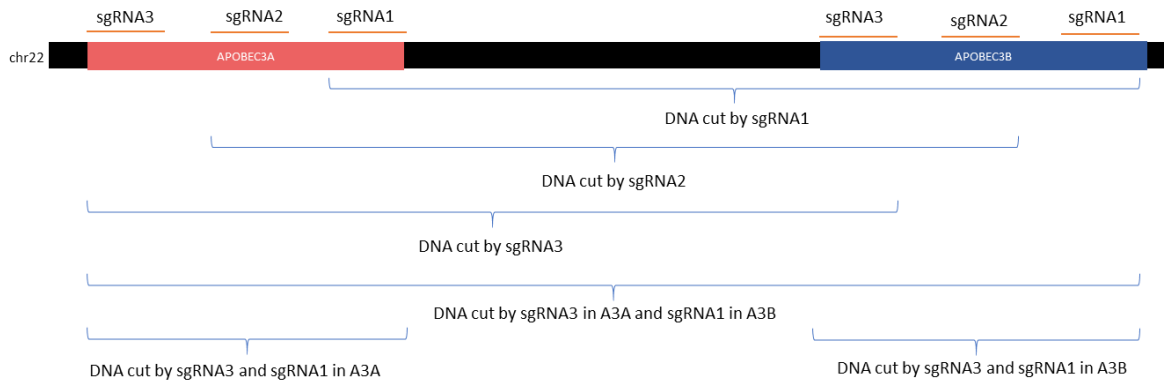 sgRNA3 sgRNA2 sgRNA1 sgRNA3 sgRNA2 sgRNA1
chr22 APOBEC3A APOBEC3B
DNA cut by sgRNA1
DNA cut by sgRNA2
DNA cut by sgRNA3
DNA cut by sgRNA3 in A3A and sgRNA1 in A3B
DNA cut by sgRNA3 and sgRNA1 in A3A
DNA cut by sgRNA3 and sgRNA1 in A3B